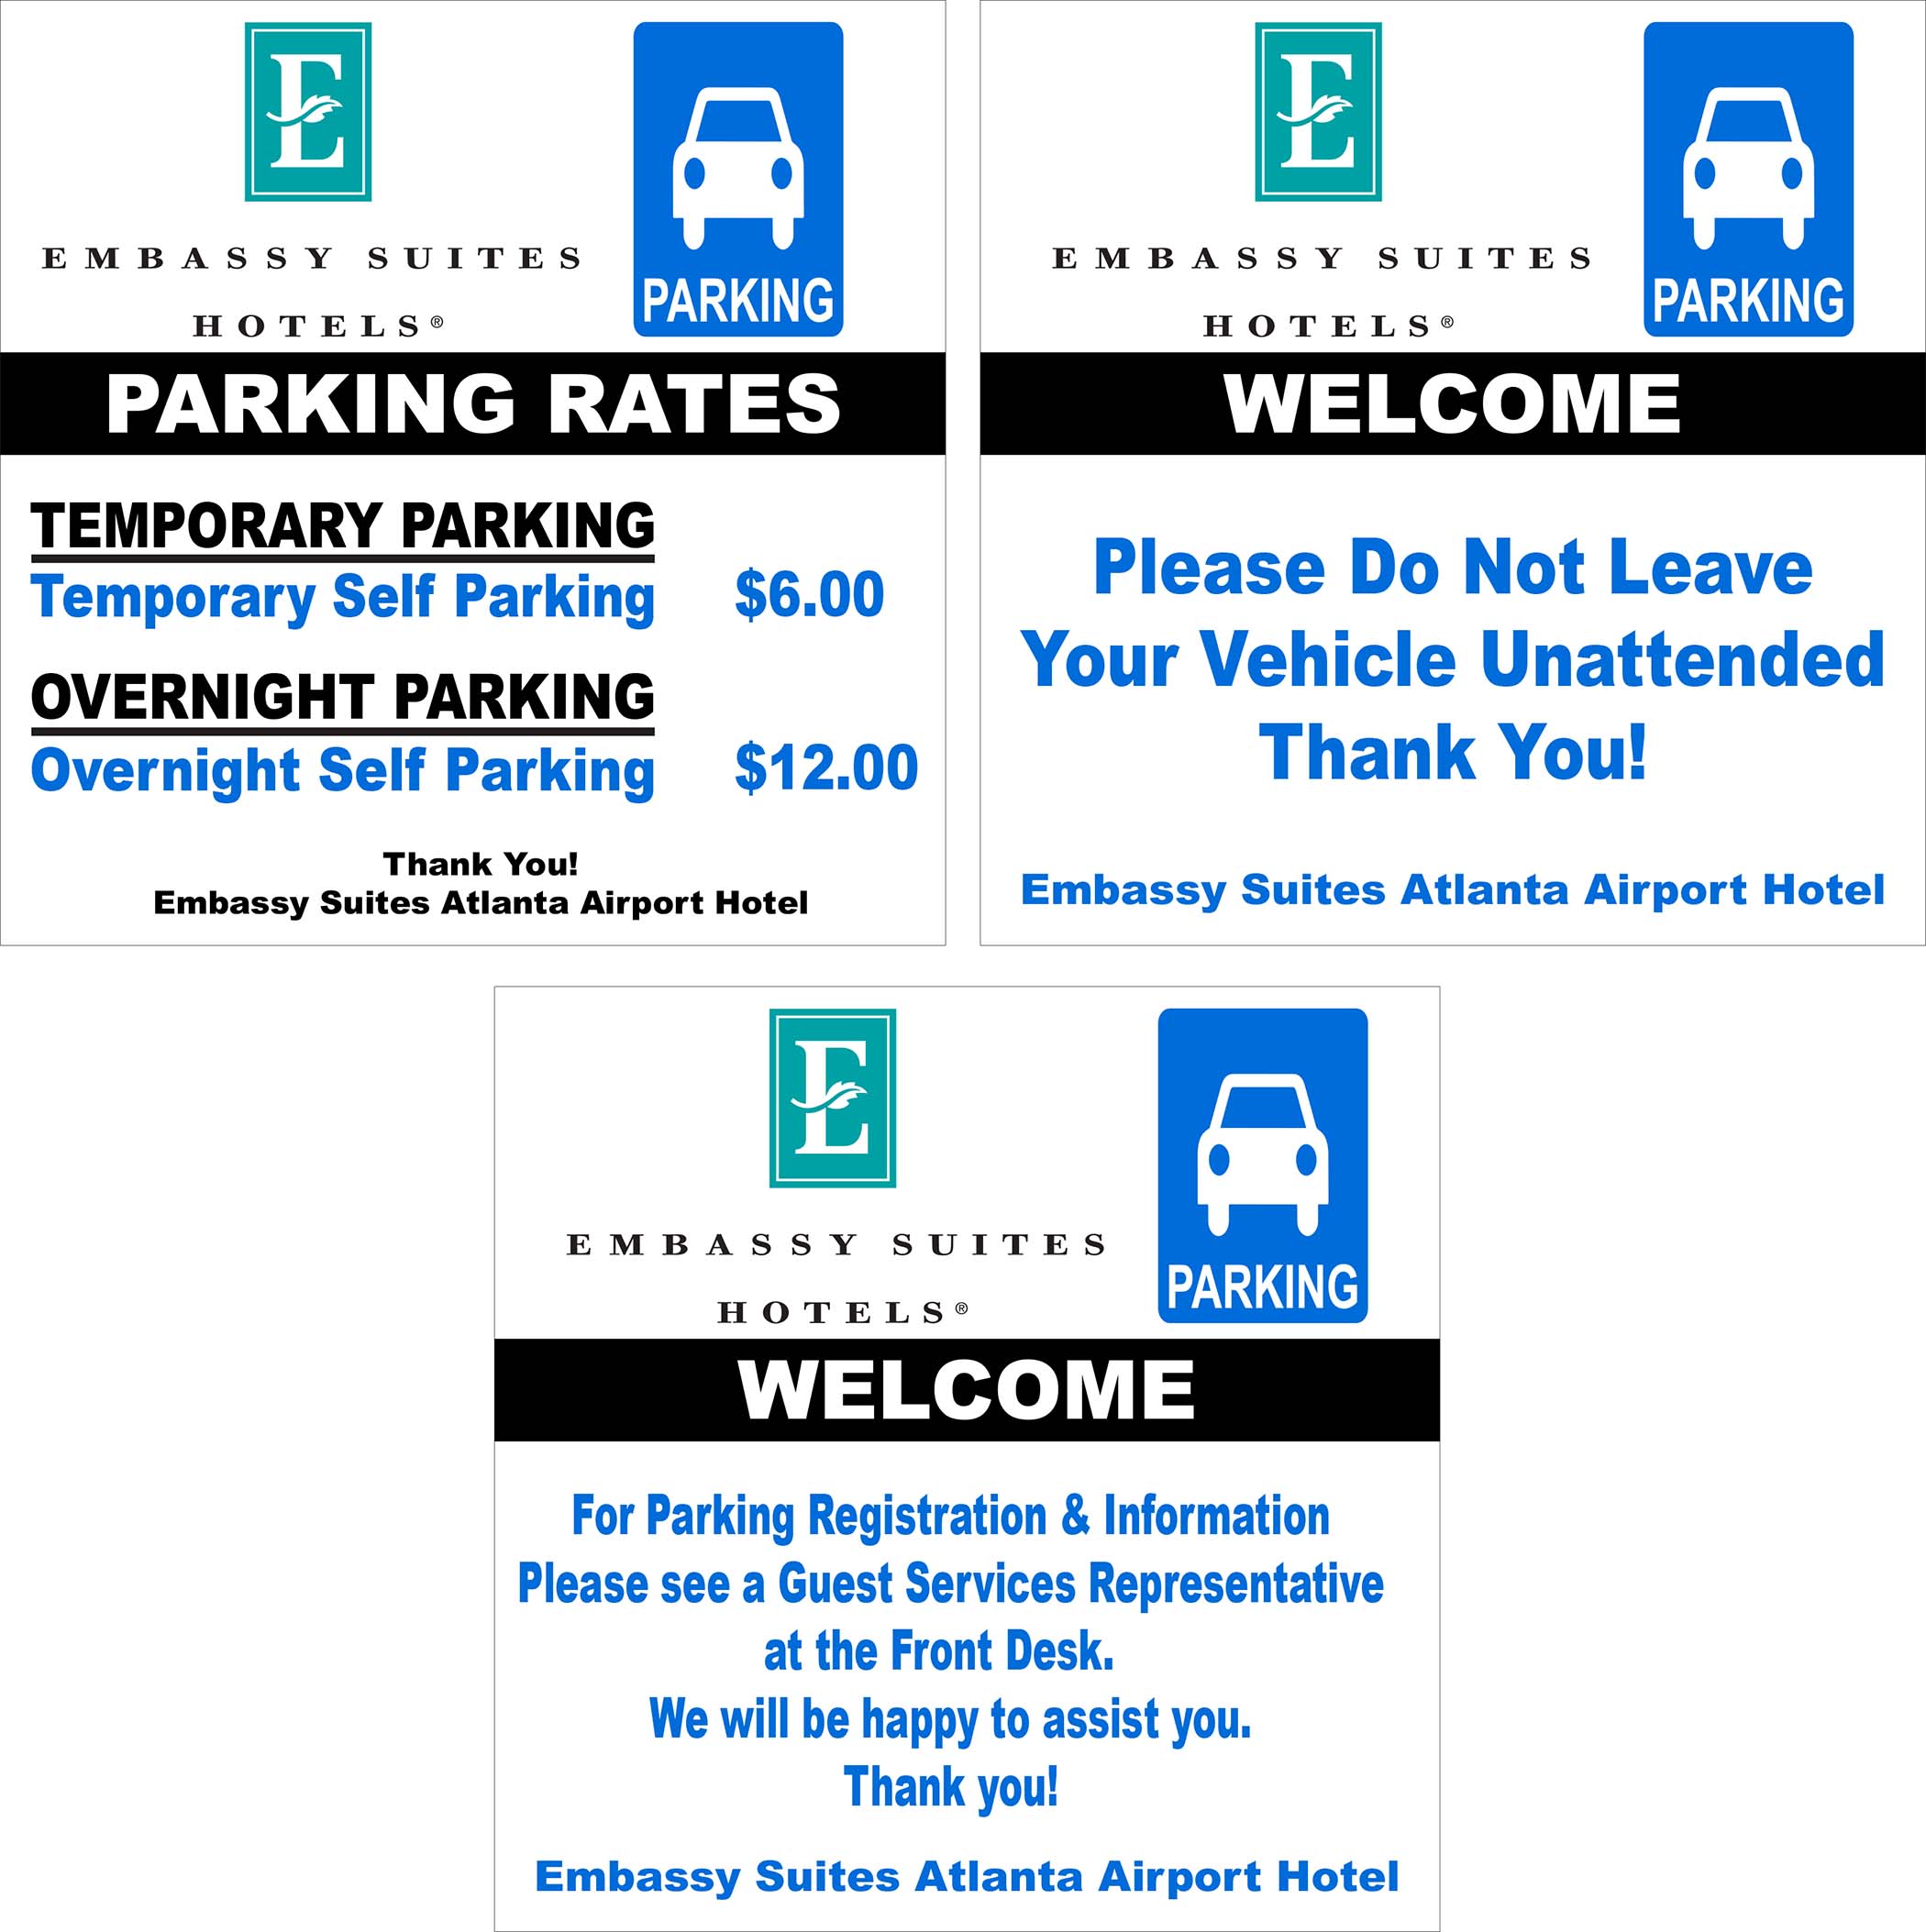 E
EMBASSY SUITES
HOTELS®
PARKING
PARKING RATES
TEMPORARY PARKING
Temporary Self Parking $6.00
OVERNIGHT PARKING
Overnight Self Parking $12.00
Thank You!
Embassy Suites Atlanta Airport Hotel
E
EMBASSY SUITES
HOTELS®
PARKING
WELCOME
Please Do Not Leave
Your Vehicle Unattended
Thank You!
Embassy Suites Atlanta Airport Hotel
E
EMBASSY SUITES
HOTELS®
PARKING
WELCOME
For Parking Registration & Information
Please see a Guest Services Representative
at the Front Desk.
We will be happy to assist you.
Thank you!
Embassy Suites Atlanta Airport Hotel